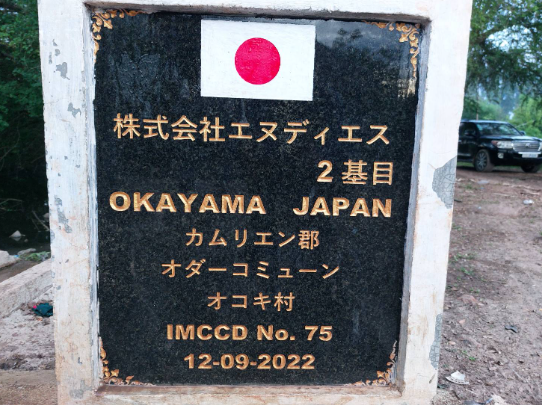 株式会社エヌディエス
2基目
OKAYAMA JAPAN
カムリエン郡
オダーコミューン
オコキ村
IMCCD No. 75
12-09-2022